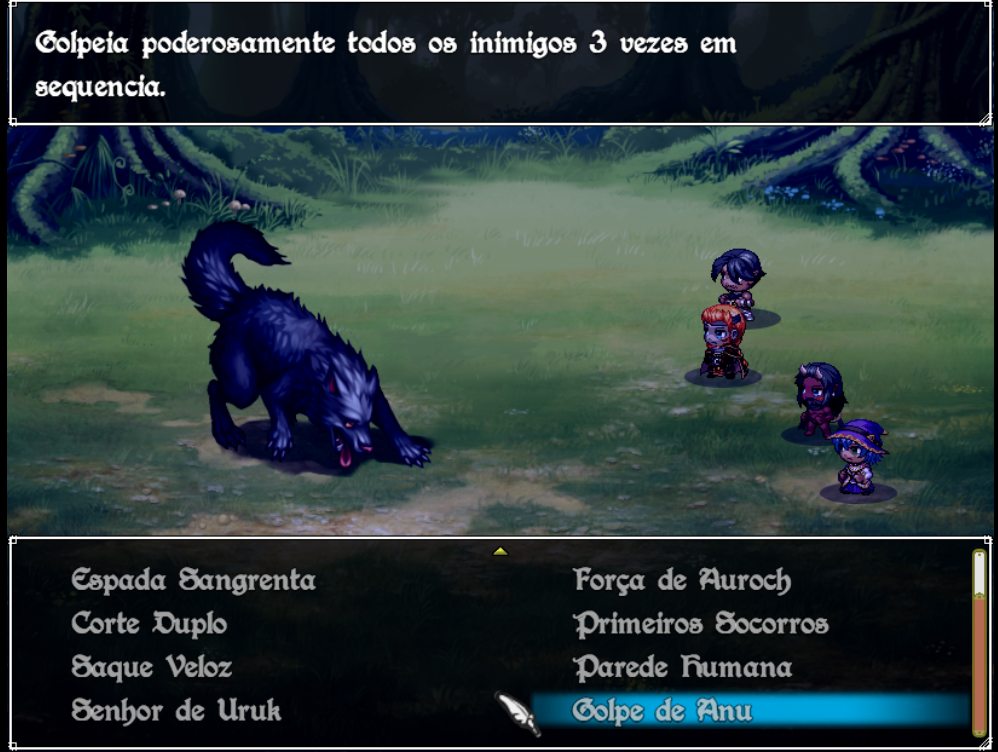 Golpeia poderosamente todos os inimigos 3 vezes em
sequencia.
Espada Sangrenta
Força de Auroch
Corte Duplo
Primeiros Socorros
Saque Veloz
Parede Humana
Senhor de Uruk
Golpe de Anu